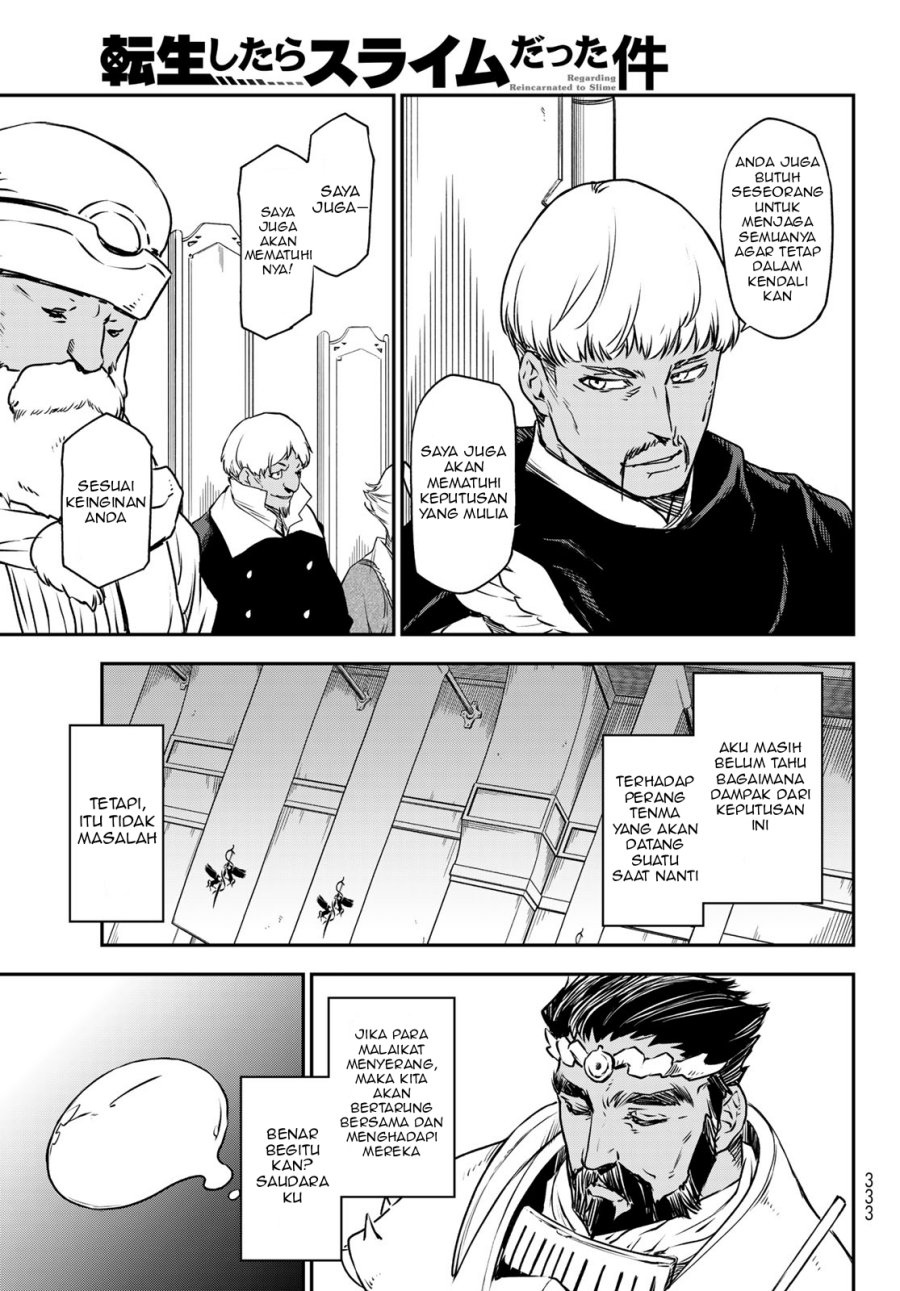 転生したらスライムだった件
Regarding
Reincarnated to Slime
ANDA JUGA
BUTUH
SESEORANG
UNTUK
MENJAGA
SEMUANYA
AGAR TETAP
DALAM
KENDALI
KAN
SAYA JUGA
AKAN
MEMATUHI
KEPUTUSAN
YANG MULIA
SAYA
JUGA—
SAYA
JUGA
AKAN
MEMATUHI
NYA!
SESUAI
KEINGINAN
ANDA
AKU MASIH
BELUM TAHU
BAGAIMANA
DAMPAK DARI
KEPUTUSAN
INI
TERHADAP
PERANG
TENMA
YANG AKAN
DATANG
SUATU
SAAT NANTI
TETAPI,
ITU TIDAK
MASALAH
JIKA PARA
MALAIKAT
MENYERANG,
MAKA KITA
AKAN
BERTARUNG
BERSAMA DAN
MENGHADAPI
MEREKA
BENAR
BEGITU
KAN?
SAUDARA
KU
333